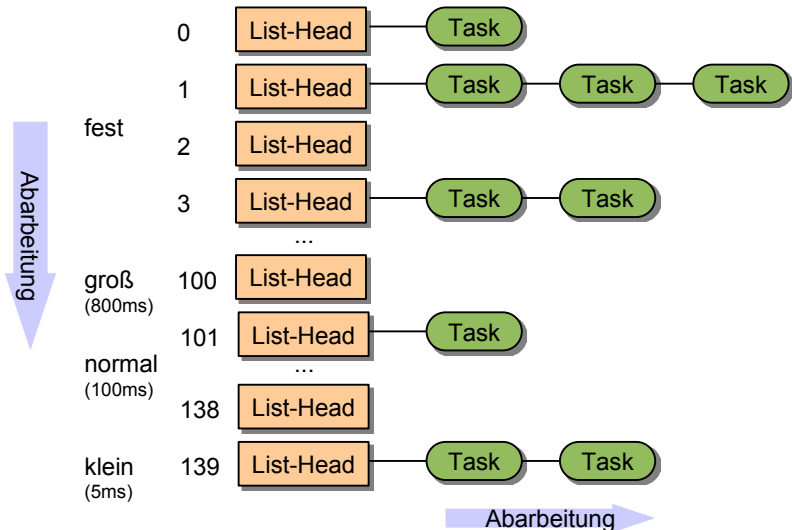 0 List-Head Task
1 List-Head Task Task Task
fest
2 List-Head
3 List-Head Task Task
...
groß 100 List-Head
(800ms)
101 List-Head Task
normal ...
(100ms)
138 List-Head
klein 139 List-Head Task Task
(5ms)
Abarbeitung
Abarbeitung